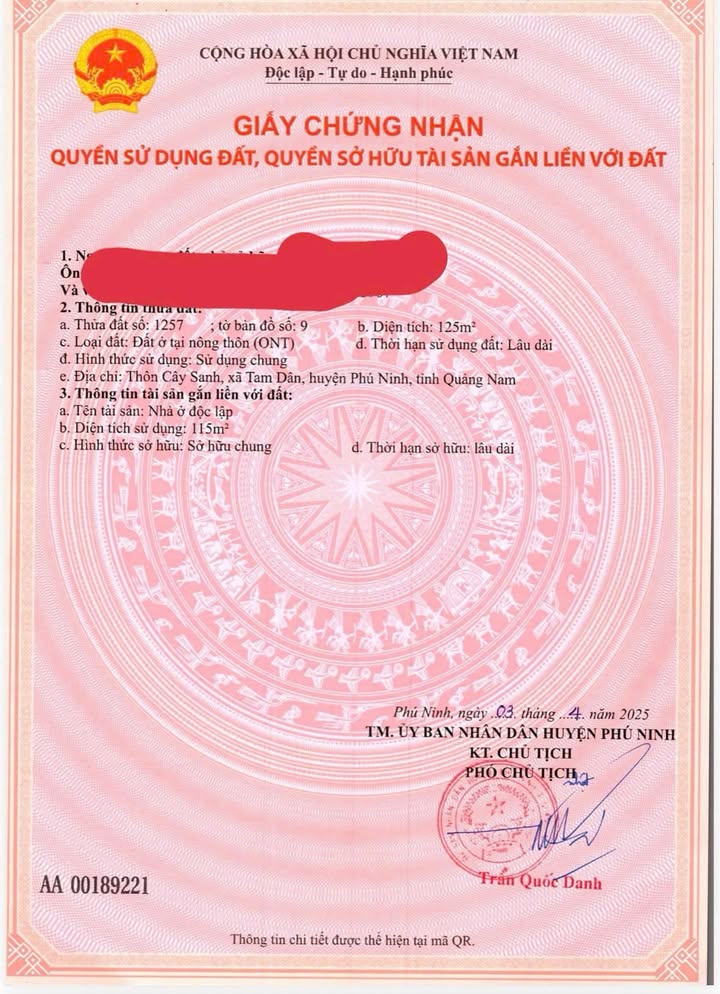 CỘNG HÒA XÃ HỘI CHỦ NGHĨA VIỆT NAM
Độc lập - Tự do - Hạnh phúc
GIẤY CHỨNG NHẬN
QUYỀN SỬ DỤNG ĐẤT, QUYỀN SỞ HỮU TÀI SẢN GẮN LIỀN VỚI ĐẤT
1.
Ôn
Và
2. Thông tin thửa đất:
a. Thửa đất số: 1257 ; tờ bản đồ số: 9 b. Diện tích: 125m²
c. Loại đất: Đất ở tại nông thôn (ONT) d. Thời hạn sử dụng đất: Lâu dài
đ. Hình thức sử dụng: Sử dụng chung
e. Địa chỉ: Thôn Cây Sanh, xã Tam Dân, huyện Phú Ninh, tỉnh Quảng Nam
3. Thông tin tài sản gắn liền với đất:
a. Tên tài sản: Nhà ở độc lập
b. Diện tích sử dụng: 115m²
c. Hình thức sở hữu: Sở hữu chung d. Thời hạn sở hữu: lâu dài
Phú Ninh, ngày 03. tháng ...4. năm 2025
TM. ỦY BAN NHÂN DÂN HUYỆN PHÚ NINH
KT. CHỦ TỊCH
PHÓ CHỦ TỊCH
Trần Quốc Danh
AA 00189221
Thông tin chi tiết được thể hiện tại mã QR.